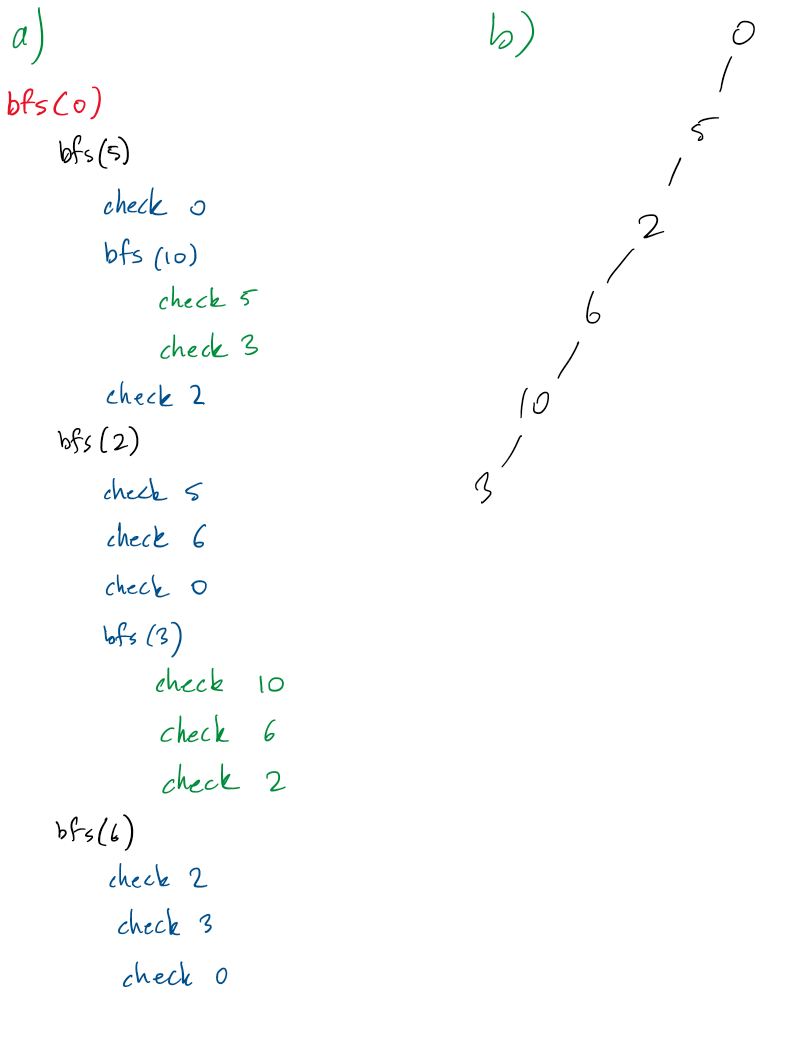 a)
bfs(0)
bfs(5)
check 0
bfs (10)
check 5
check 3
check 2
bfs(2)
check 5
check 6
check 0
bfs (3)
check 10
check 6
check 2
bfs(6)
check 2
check 3
check 0
b)
0
5
2
6
10
3